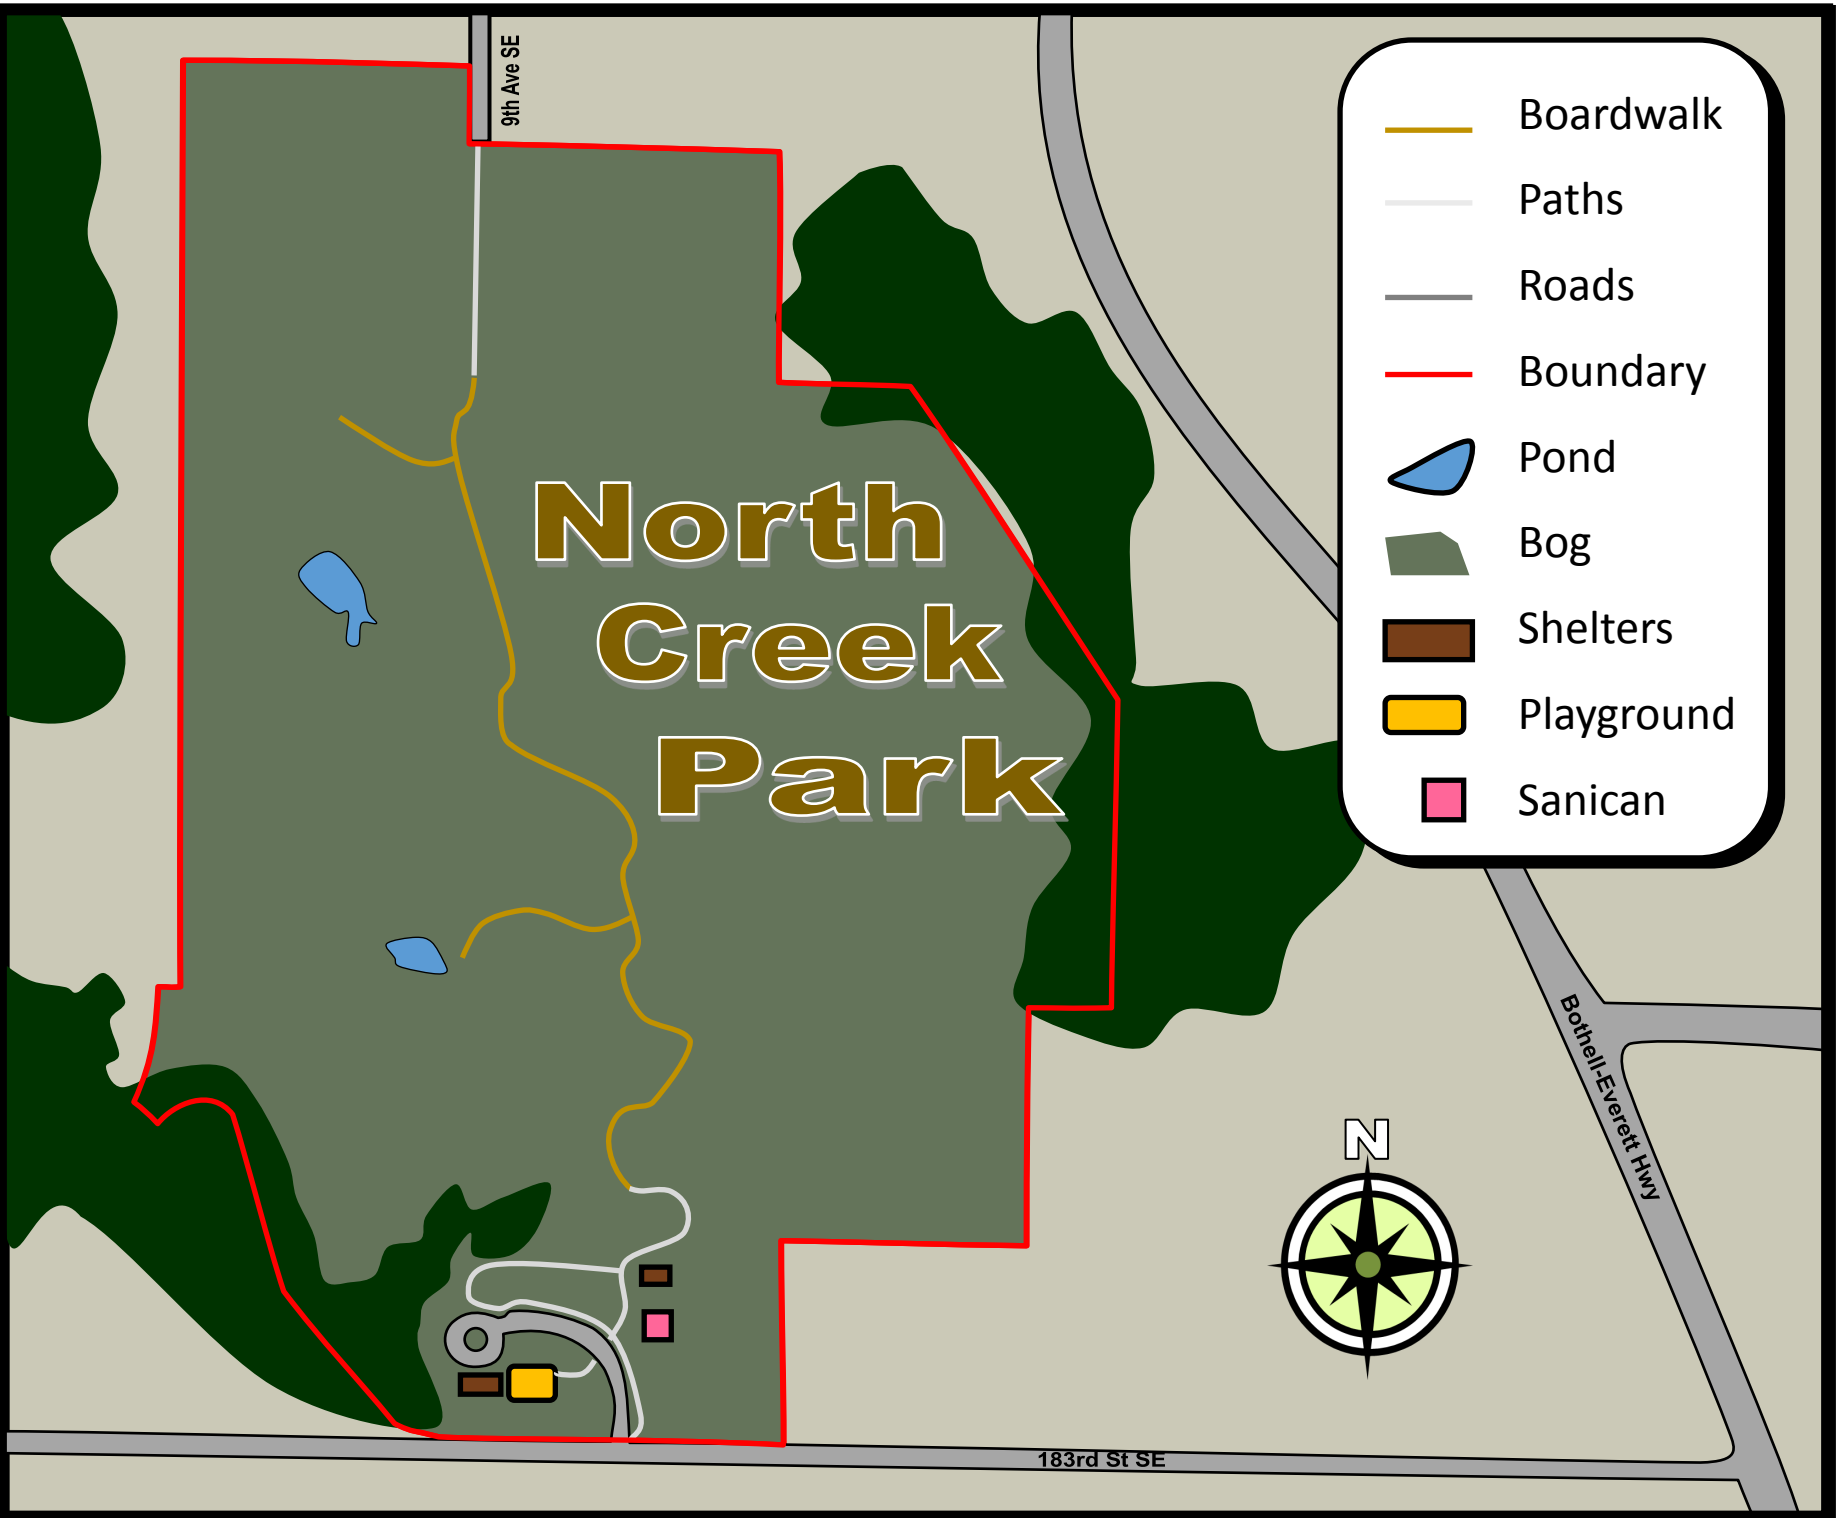 9th Ave SE
Boardwalk
Paths
Roads
Boundary
Pond
Bog
Shelters
Playground
Sanican
North
Creek
Park
Bothell-Everett Hwy
N
183rd St SE